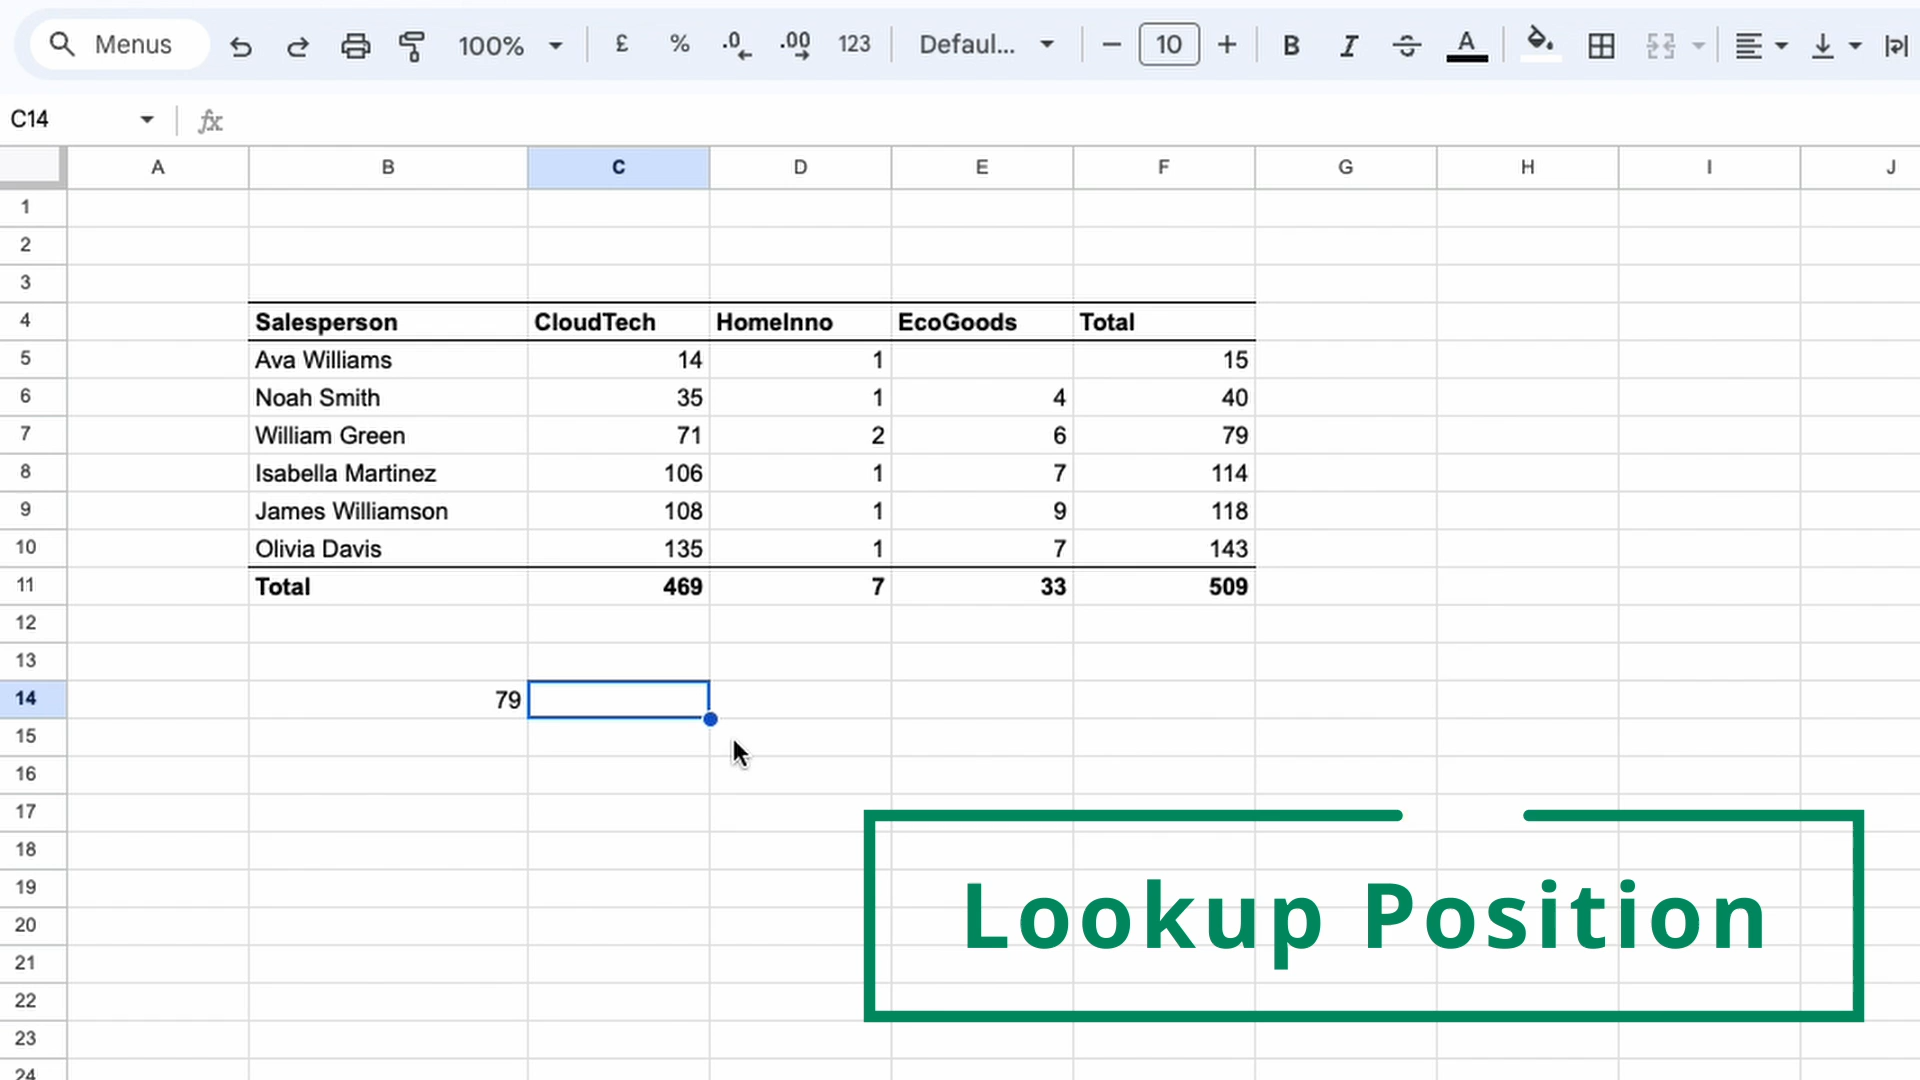 Menus 100% £ % .0 .00 123 Defaul... 10 B I A
C14 fx
A B C D E F G H I J
1
2
3
4 Salesperson CloudTech HomeInno EcoGoods Total
5 Ava Williams 14 1 15
6 Noah Smith 35 1 4 40
7 William Green 71 2 6 79
8 Isabella Martinez 106 1 7 114
9 James Williamson 108 1 9 118
10 Olivia Davis 135 1 7 143
11 Total 469 7 33 509
12
13
14 79
15
16
17
18
19
20
21
22
23
24
Lookup Position